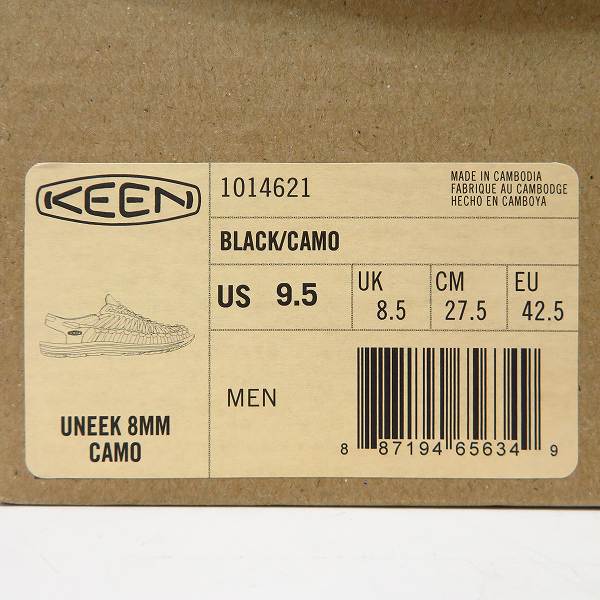 KEEN
1014621
MADE IN CAMBODIA
FABRIQUE AU CAMBODGE
HECHO EN CAMBOYA
BLACK/CAMO
US 9.5
UK 8.5
CM 27.5
EU 42.5
KEEN
UNEEK 8MM
CAMO
MEN
8 87194 65634 9